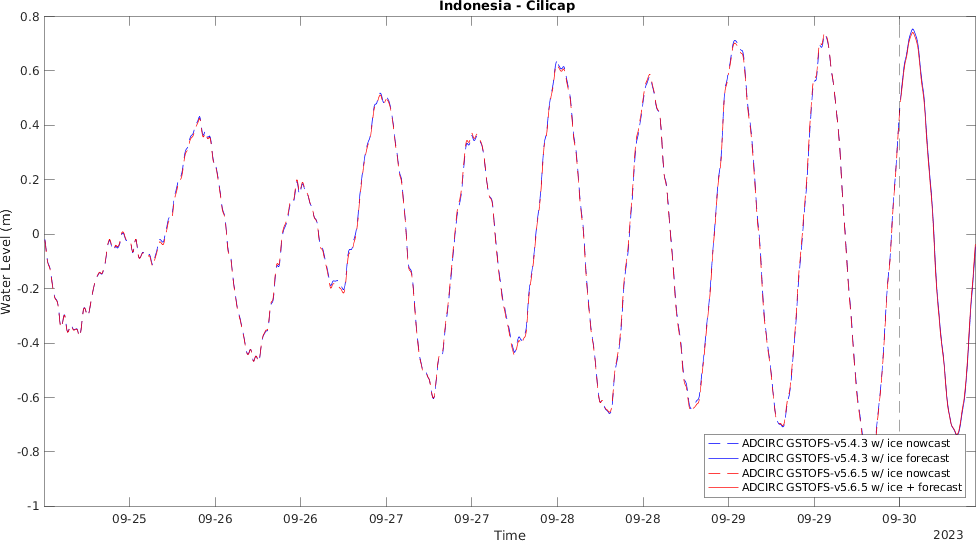 Indonesia - Cilicap
0.8
0.6
0.4
0.2
0
-0.2
-0.4
-0.6
-0.8
-1
Water Level (m)
ADCIRC GSTOFS-v5.4.3 w/ ice nowcast
ADCIRC GSTOFS-v5.4.3 w/ ice forecast
ADCIRC GSTOFS-v5.6.5 w/ ice nowcast
ADCIRC GSTOFS-v5.6.5 w/ ice + forecast
09-25 09-26 09-26 09-27 09-27 09-28 09-28 09-29 09-29 09-30
Time
2023